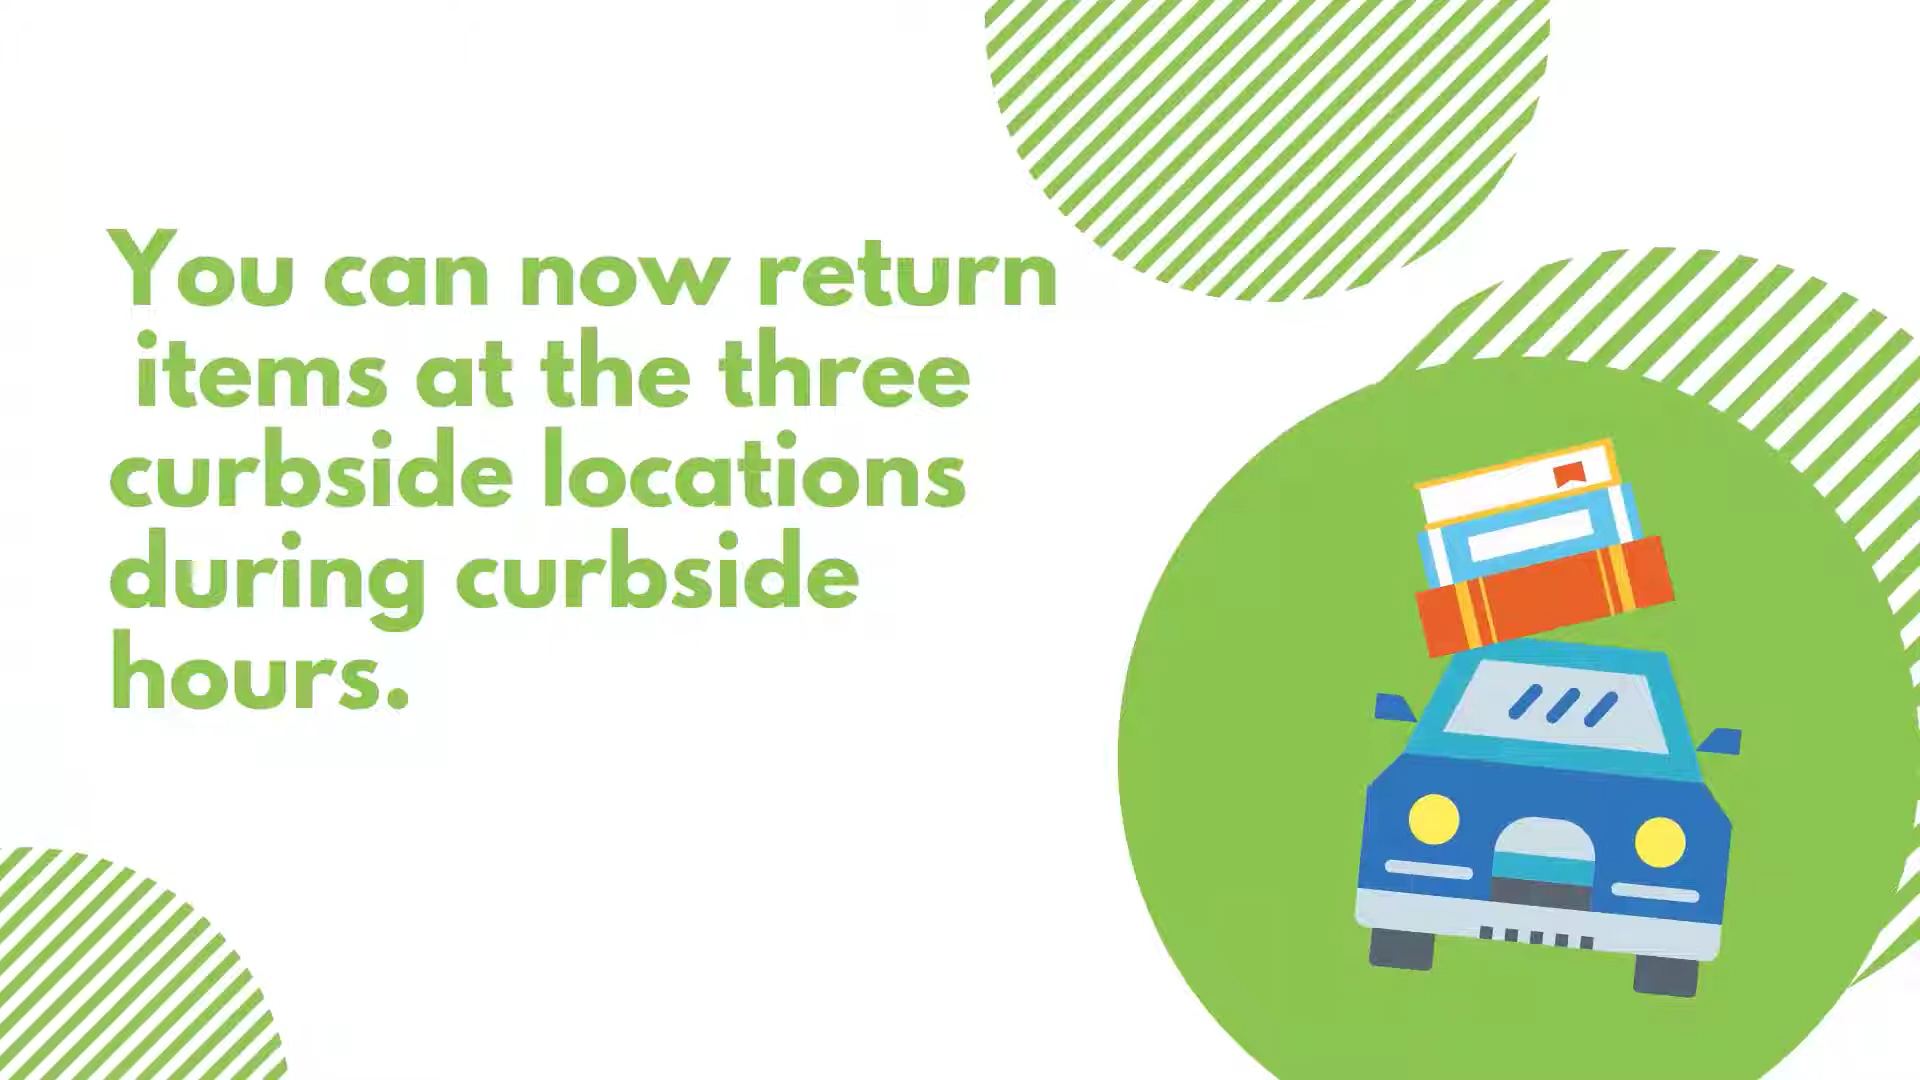 You can now return
items at the three
curbside locations
during curbside
hours.